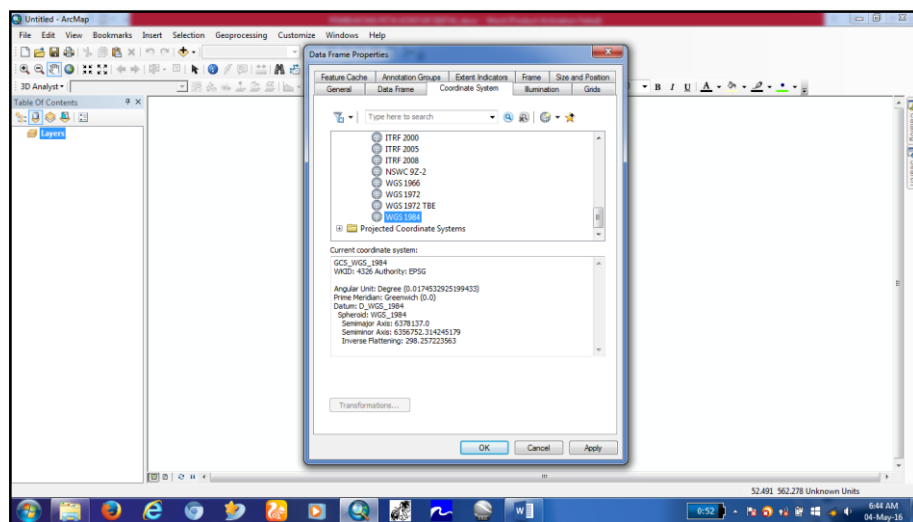 Untitled - ArcMap
File Edit View Bookmarks Insert Selection Geoprocessing Customize Windows Help
3D Analyst
B I U A
Table Of Contents
Layers
Data Frame Properties
Feature Cache Annotation Groups Extent Indicators Frame Size and Position
General Data Frame Coordinate System Illumination Grids
Type here to search
ITRF 2000
ITRF 2005
ITRF 2008
NSWC 9Z-2
WGS 1966
WGS 1972
WGS 1972 TBE
WGS 1984
Projected Coordinate Systems
Current coordinate system:
GCS_WGS_1984
WKID: 4326 Authority: EPSG
Angular Unit: Degree (0.0174532925199433)
Prime Meridian: Greenwich (0.0)
Datum: D_WGS_1984
Spheroid: WGS_1984
Semimajor Axis: 6378137.0
Semiminor Axis: 6356752.314245179
Inverse Flattening: 298.257223563
Transformations...
OK Cancel Apply
52.491 562.278 Unknown Units
0:52
6:44 AM
04-May-16